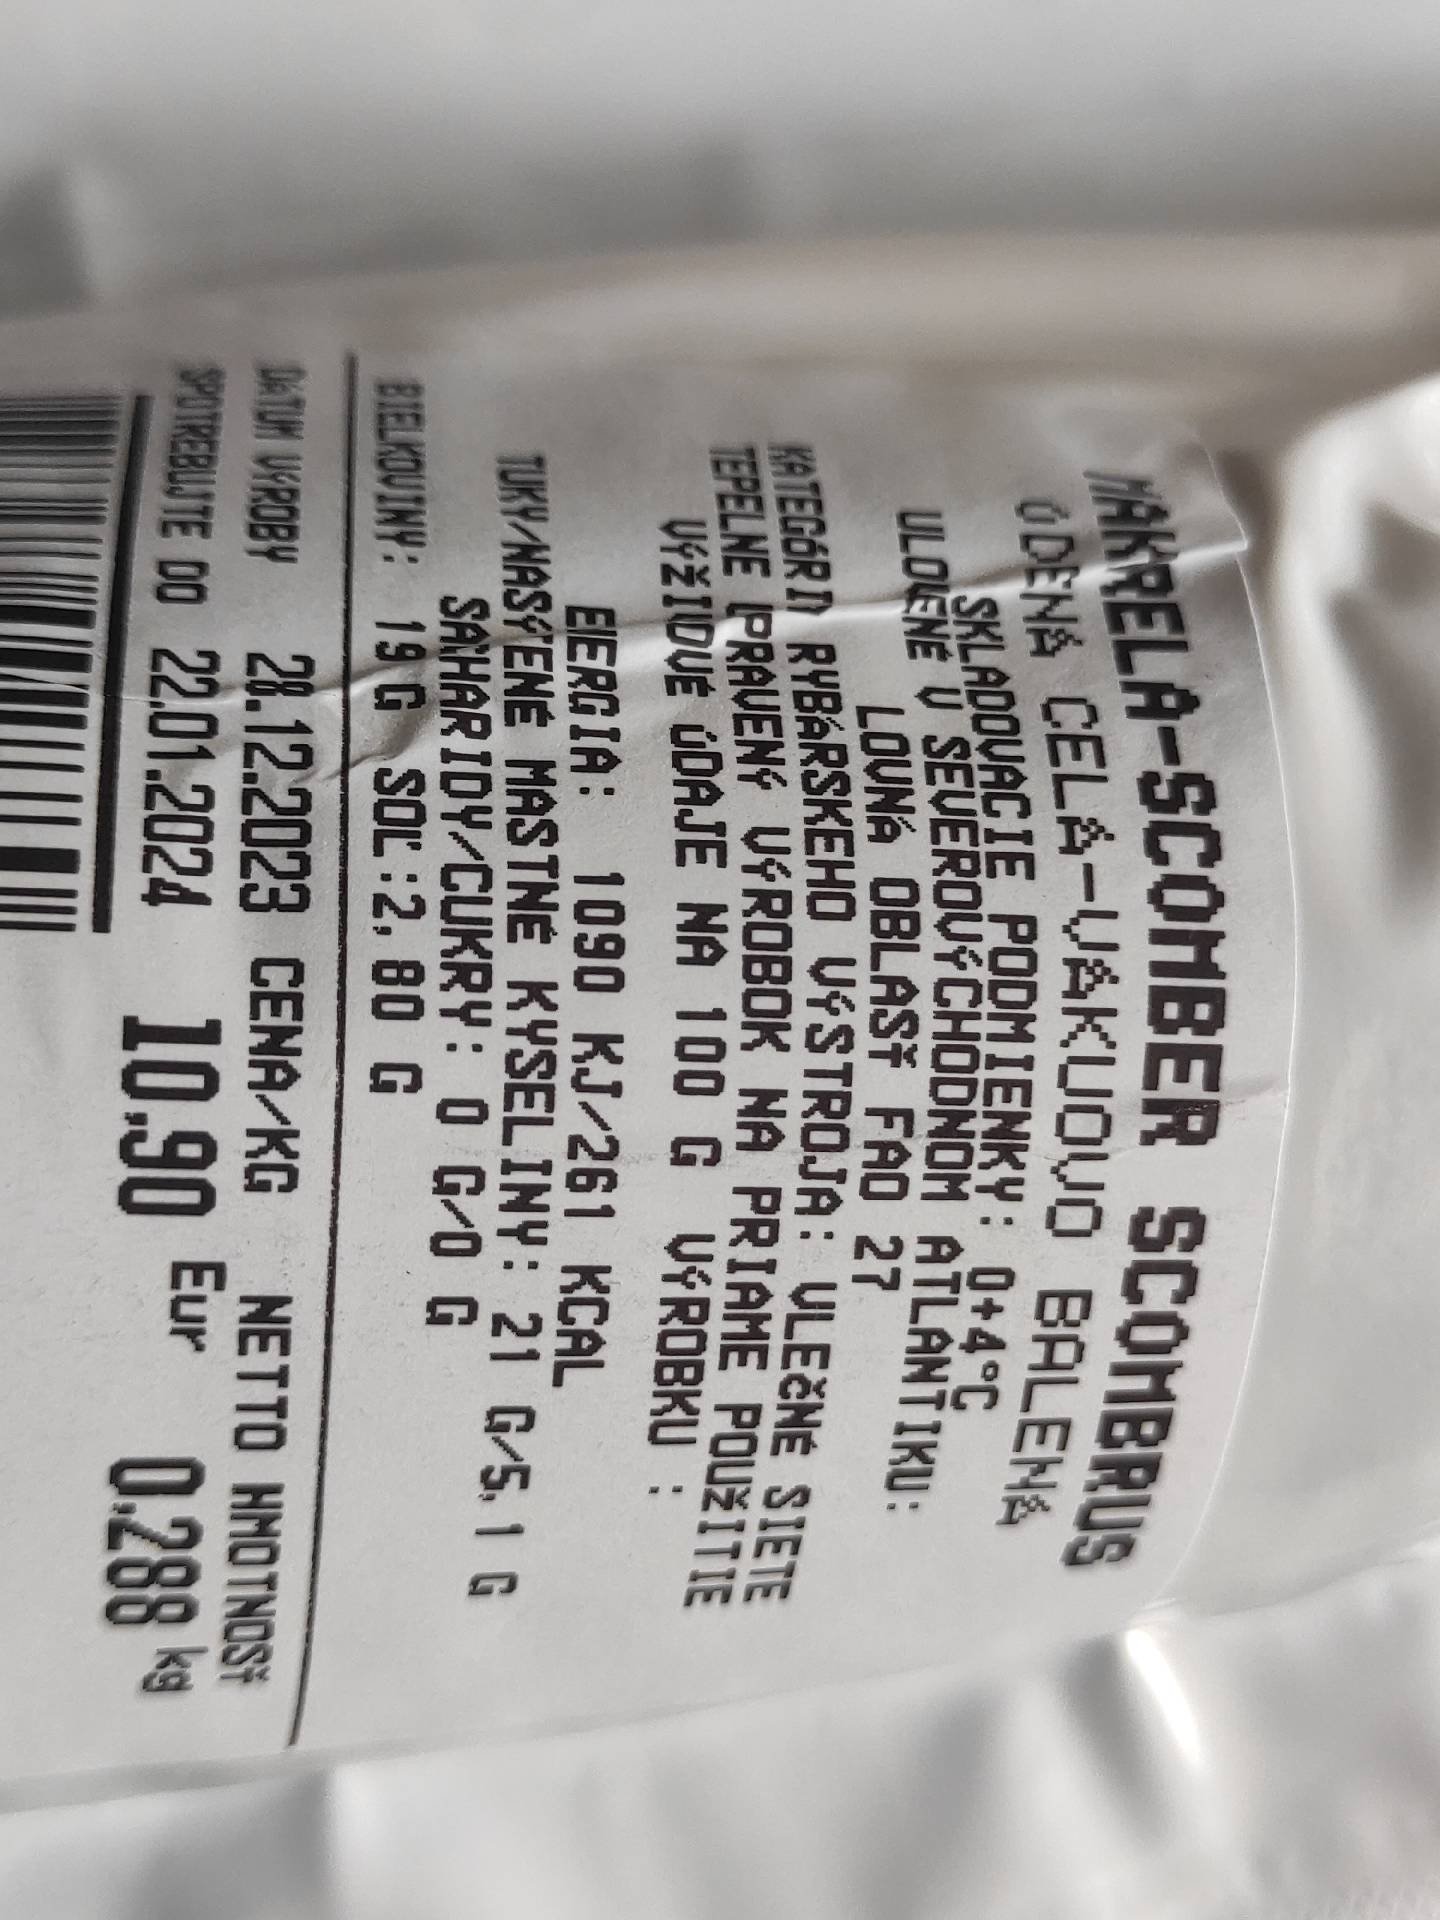 MAKRELA-SCOMBER SCOMBRUS
ÚDENÁ CELÁ-VÁKUOVO BALENÁ
SKLADOVACIE PODMIENKY: 0+4°C
ULOVENÉ V SEVEROVÝCHODNOM ATLANTIKU:
LOVNÁ OBLASŤ FAO 27
KATEGÓRIA RYBÁRSKEHO VÝSTROJA: VLEČNÉ SIETE
TEPELNE UPRAVENÝ VÝROBOK NA PRIAME POUŽITIE
VÝŽIVOVÉ ÚDAJE NA 100 G VÝROBKU :
EIERGIA: 1090 KJ/261 KCAL
TUKY/NASÝTENÉ MASTNÉ KYSELINY: 21 G/5,1 G
SAHARIDY/CUKRY: 0 G/0 G
BIELKOVINY: 19 G SOĽ:2,80 G
DÁTUM VÝROBY 28.12.2023 CENA/KG NETTO HMOTNOSŤ
SPOTREBUJTE DO 22.01.2024 10,90 Eur 0,288 kg